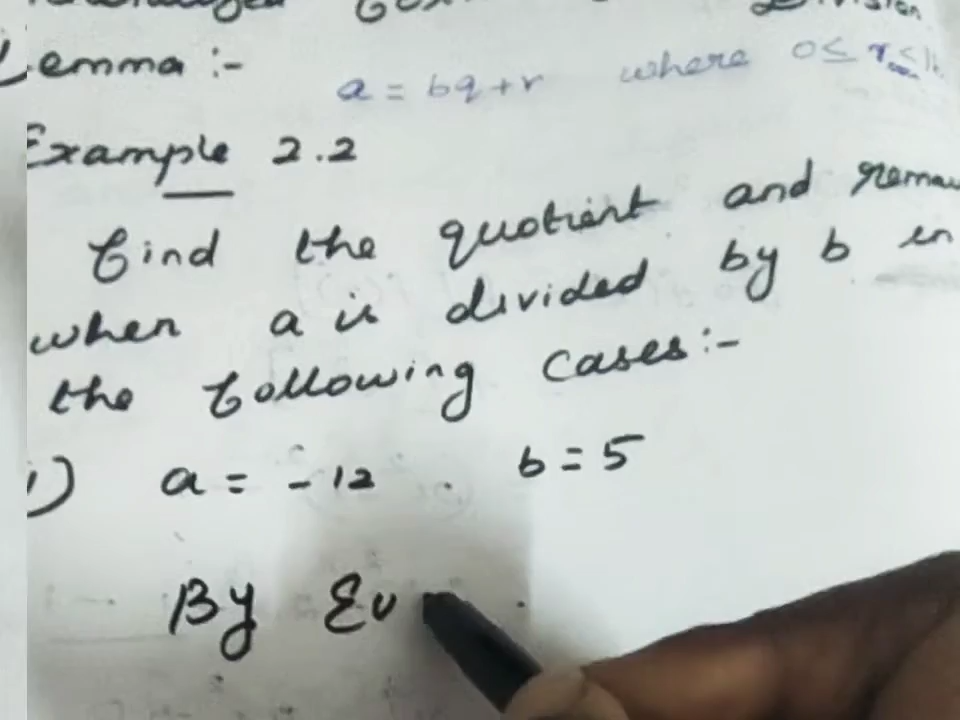 Lemma :-
a = bq + r where 0 ≤ r <
Example 2.2
Find the quotient and
when a is divided by b in
the following cases :-
i) a = -12 . b = 5
By Eu